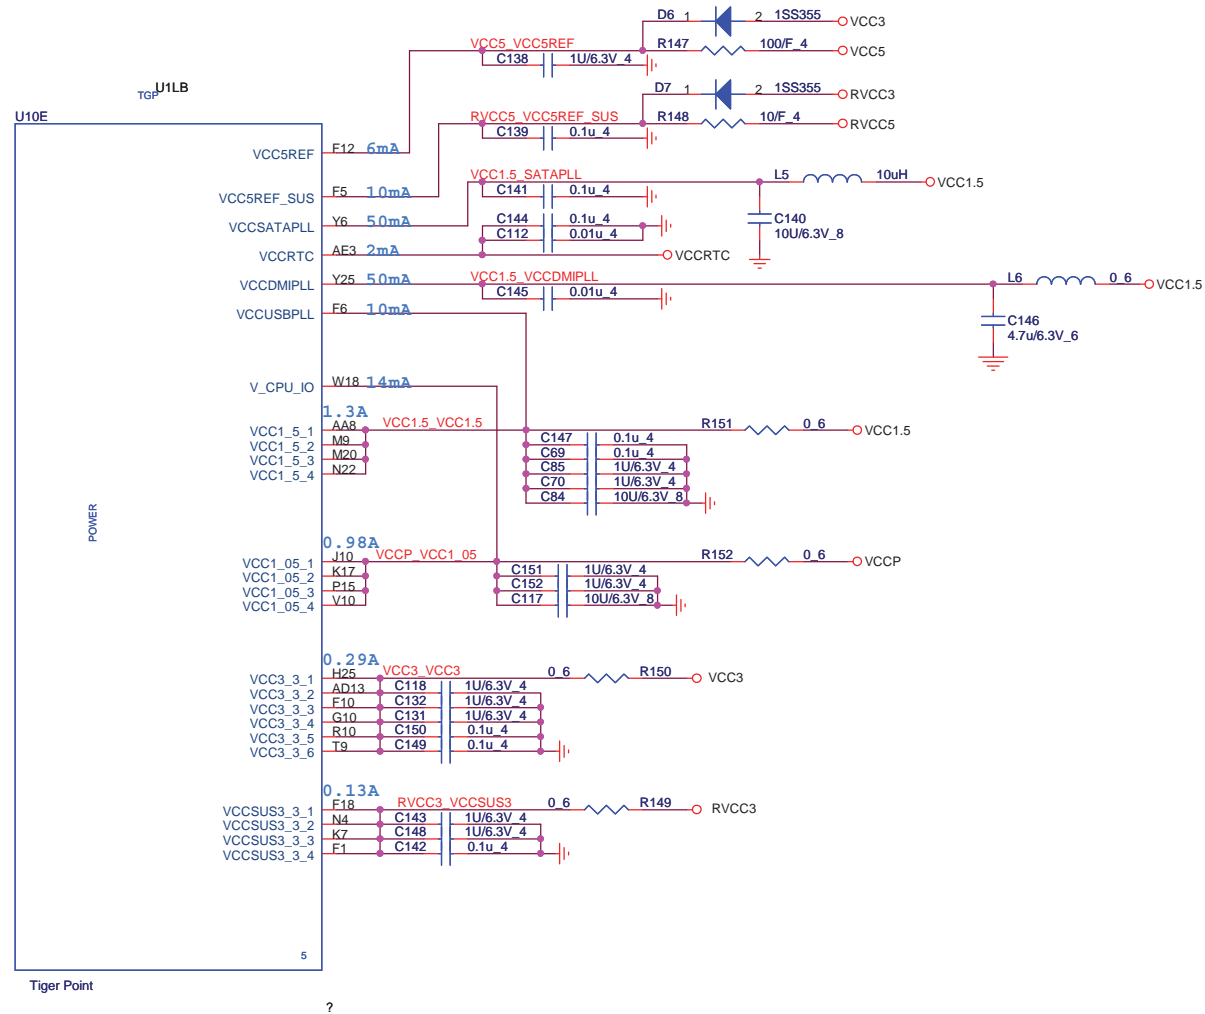 D6 1 2 1SS355 VCC3
VCC5_VCC5REF R147 100/F_4 VCC5
C138 1U/6.3V_4
TGP U1LB
D7 1 2 1SS355 RVCC3
U10E
RVCC5_VCC5REF_SUS R148 10/F_4 RVCC5
C139 0.1u_4
VCC5REF F12 6mA
VCC1.5_SATAPLL L5 10uH VCC1.5
VCC5REF_SUS F5 10mA C141 0.1u_4
VCCSATAPLL Y6 50mA C144 0.1u_4 C140
C112 0.01u_4 10U/6.3V_8
VCCRTC AE3 2mA VCCRTC
VCCDMIPLL Y25 50mA VCC1.5_VCCDMIPLL L6 0_6 VCC1.5
C145 0.01u_4
VCCUSBPLL F6 10mA
C146
4.7u/6.3V_6
V_CPU_IO W18 14mA
1.3A
VCC1_5_1 AA8 VCC1.5_VCC1.5 R151 0_6 VCC1.5
VCC1_5_2 M9 C147 0.1u_4
VCC1_5_3 M20 C69 0.1u_4
VCC1_5_4 N22 C85 1U/6.3V_4
C70 1U/6.3V_4
C84 10U/6.3V_8
POWER
0.98A
VCC1_05_1 J10 VCCP_VCC1_05 R152 0_6 VCCP
VCC1_05_2 K17 C151 1U/6.3V_4
VCC1_05_3 P15 C152 1U/6.3V_4
VCC1_05_4 V10 C117 10U/6.3V_8
0.29A
VCC3_3_1 H25 VCC3_VCC3 0_6 R150 VCC3
VCC3_3_2 AD13 C118 1U/6.3V_4
VCC3_3_3 F10 C132 1U/6.3V_4
VCC3_3_4 G10 C131 1U/6.3V_4
VCC3_3_5 R10 C150 0.1u_4
VCC3_3_6 T9 C149 0.1u_4
0.13A
VCCSUS3_3_1 F18 RVCC3_VCCSUS3 0_6 R149 RVCC3
VCCSUS3_3_2 N4 C143 1U/6.3V_4
VCCSUS3_3_3 K7 C148 1U/6.3V_4
VCCSUS3_3_4 F1 C142 0.1u_4
5
Tiger Point
?